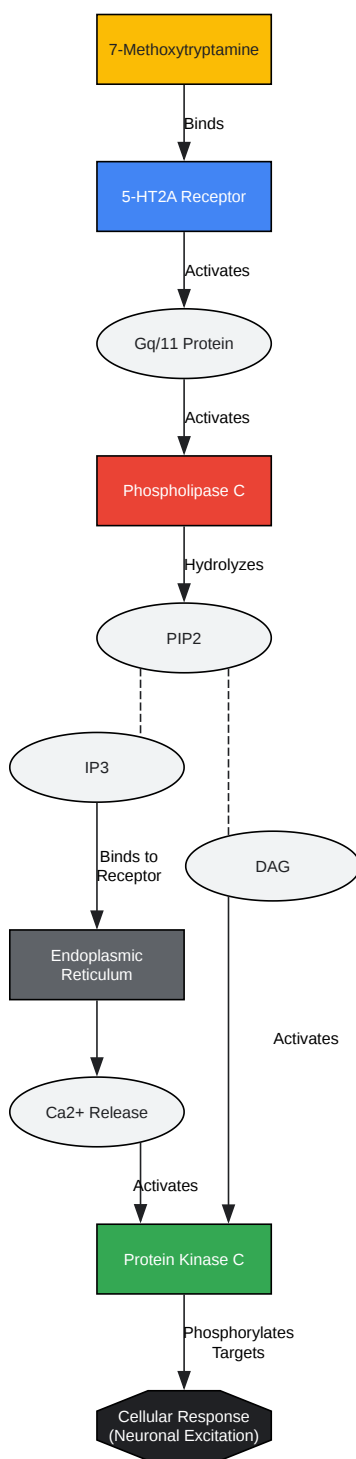 7-Methoxytryptamine
Binds
5-HT2A Receptor
Activates
Gq/11 Protein
Activates
Phospholipase C
Hydrolyzes
PIP2
IP3
Binds to
Receptor
DAG
Endoplasmic
Reticulum
Activates
Ca2+ Release
Activates
Protein Kinase C
Phosphorylates
Targets
Cellular Response
(Neuronal Excitation)